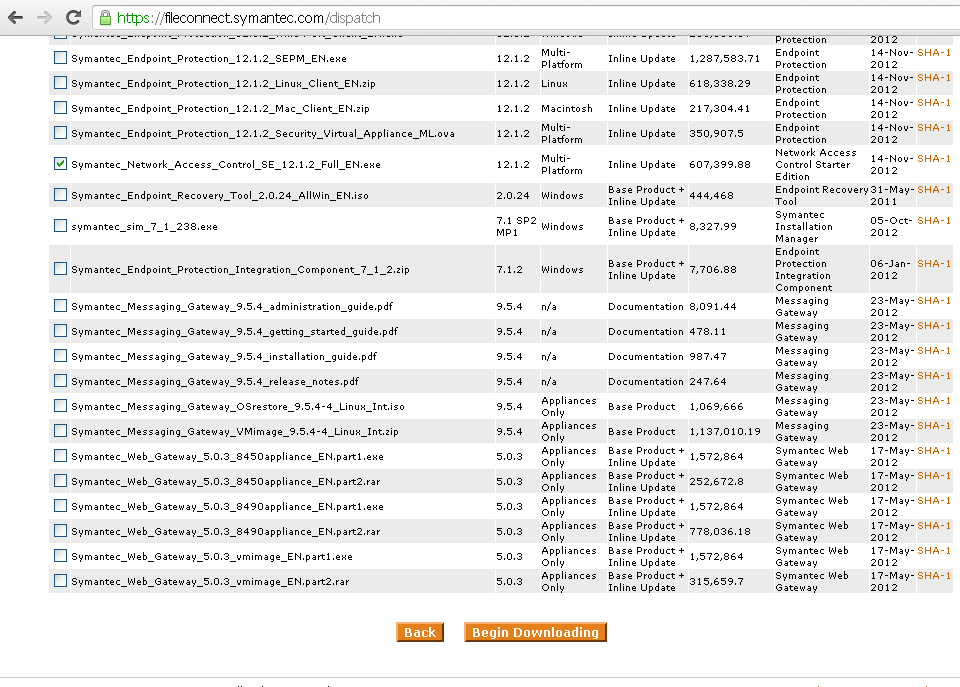 https://fileconnect.symantec.com/dispatch
Protection 2012
Symantec_Endpoint_Protection_12.1.2_SEPM_EN.exe 12.1.2 Multi-Platform Inline Update 1,287,583.71 Endpoint Protection 14-Nov-2012 SHA-1
Symantec_Endpoint_Protection_12.1.2_Linux_Client_EN.zip 12.1.2 Linux Inline Update 618,338.29 Endpoint Protection 14-Nov-2012 SHA-1
Symantec_Endpoint_Protection_12.1.2_Mac_Client_EN.zip 12.1.2 Macintosh Inline Update 217,304.41 Endpoint Protection 14-Nov-2012 SHA-1
Symantec_Endpoint_Protection_12.1.2_Security_Virtual_Appliance_ML.ova 12.1.2 Multi-Platform Inline Update 350,907.5 Endpoint Protection 14-Nov-2012 SHA-1
Symantec_Network_Access_Control_SE_12.1.2_Full_EN.exe 12.1.2 Multi-Platform Inline Update 607,399.88 Network Access Control Starter Edition 14-Nov-2012 SHA-1
Symantec_Endpoint_Recovery_Tool_2.0.24_AllWin_EN.iso 2.0.24 Windows Base Product + Inline Update 444,468 Endpoint Recovery Tool 31-May-2011 SHA-1
symantec_sim_7_1_238.exe 7.1 SP2 MP1 Windows Base Product + Inline Update 8,327.99 Symantec Installation Manager 05-Oct-2012 SHA-1
Symantec_Endpoint_Protection_Integration_Component_7_1_2.zip 7.1.2 Windows Base Product + Inline Update 7,706.88 Endpoint Protection Integration Component 06-Jan-2012 SHA-1
Symantec_Messaging_Gateway_9.5.4_administration_guide.pdf 9.5.4 n/a Documentation 8,091.44 Messaging Gateway 23-May-2012 SHA-1
Symantec_Messaging_Gateway_9.5.4_getting_started_guide.pdf 9.5.4 n/a Documentation 478.11 Messaging Gateway 23-May-2012 SHA-1
Symantec_Messaging_Gateway_9.5.4_installation_guide.pdf 9.5.4 n/a Documentation 987.47 Messaging Gateway 23-May-2012 SHA-1
Symantec_Messaging_Gateway_9.5.4_release_notes.pdf 9.5.4 n/a Documentation 247.64 Messaging Gateway 23-May-2012 SHA-1
Symantec_Messaging_Gateway_OSrestore_9.5.4-4_Linux_Int.iso 9.5.4 Appliances Only Base Product 1,069,666 Messaging Gateway 23-May-2012 SHA-1
Symantec_Messaging_Gateway_VMimage_9.5.4-4_Linux_Int.zip 9.5.4 Appliances Only Base Product 1,137,010.19 Messaging Gateway 23-May-2012 SHA-1
Symantec_Web_Gateway_5.0.3_8450appliance_EN.part1.exe 5.0.3 Appliances Only Base Product + Inline Update 1,572,864 Symantec Web Gateway 17-May-2012 SHA-1
Symantec_Web_Gateway_5.0.3_8450appliance_EN.part2.rar 5.0.3 Appliances Only Base Product + Inline Update 252,672.8 Symantec Web Gateway 17-May-2012 SHA-1
Symantec_Web_Gateway_5.0.3_8490appliance_EN.part1.exe 5.0.3 Appliances Only Base Product + Inline Update 1,572,864 Symantec Web Gateway 17-May-2012 SHA-1
Symantec_Web_Gateway_5.0.3_8490appliance_EN.part2.rar 5.0.3 Appliances Only Base Product + Inline Update 778,036.18 Symantec Web Gateway 17-May-2012 SHA-1
Symantec_Web_Gateway_5.0.3_vmimage_EN.part1.exe 5.0.3 Appliances Only Base Product + Inline Update 1,572,864 Symantec Web Gateway 17-May-2012 SHA-1
Symantec_Web_Gateway_5.0.3_vmimage_EN.part2.rar 5.0.3 Appliances Only Base Product + Inline Update 315,659.7 Symantec Web Gateway 17-May-2012 SHA-1
Back Begin Downloading